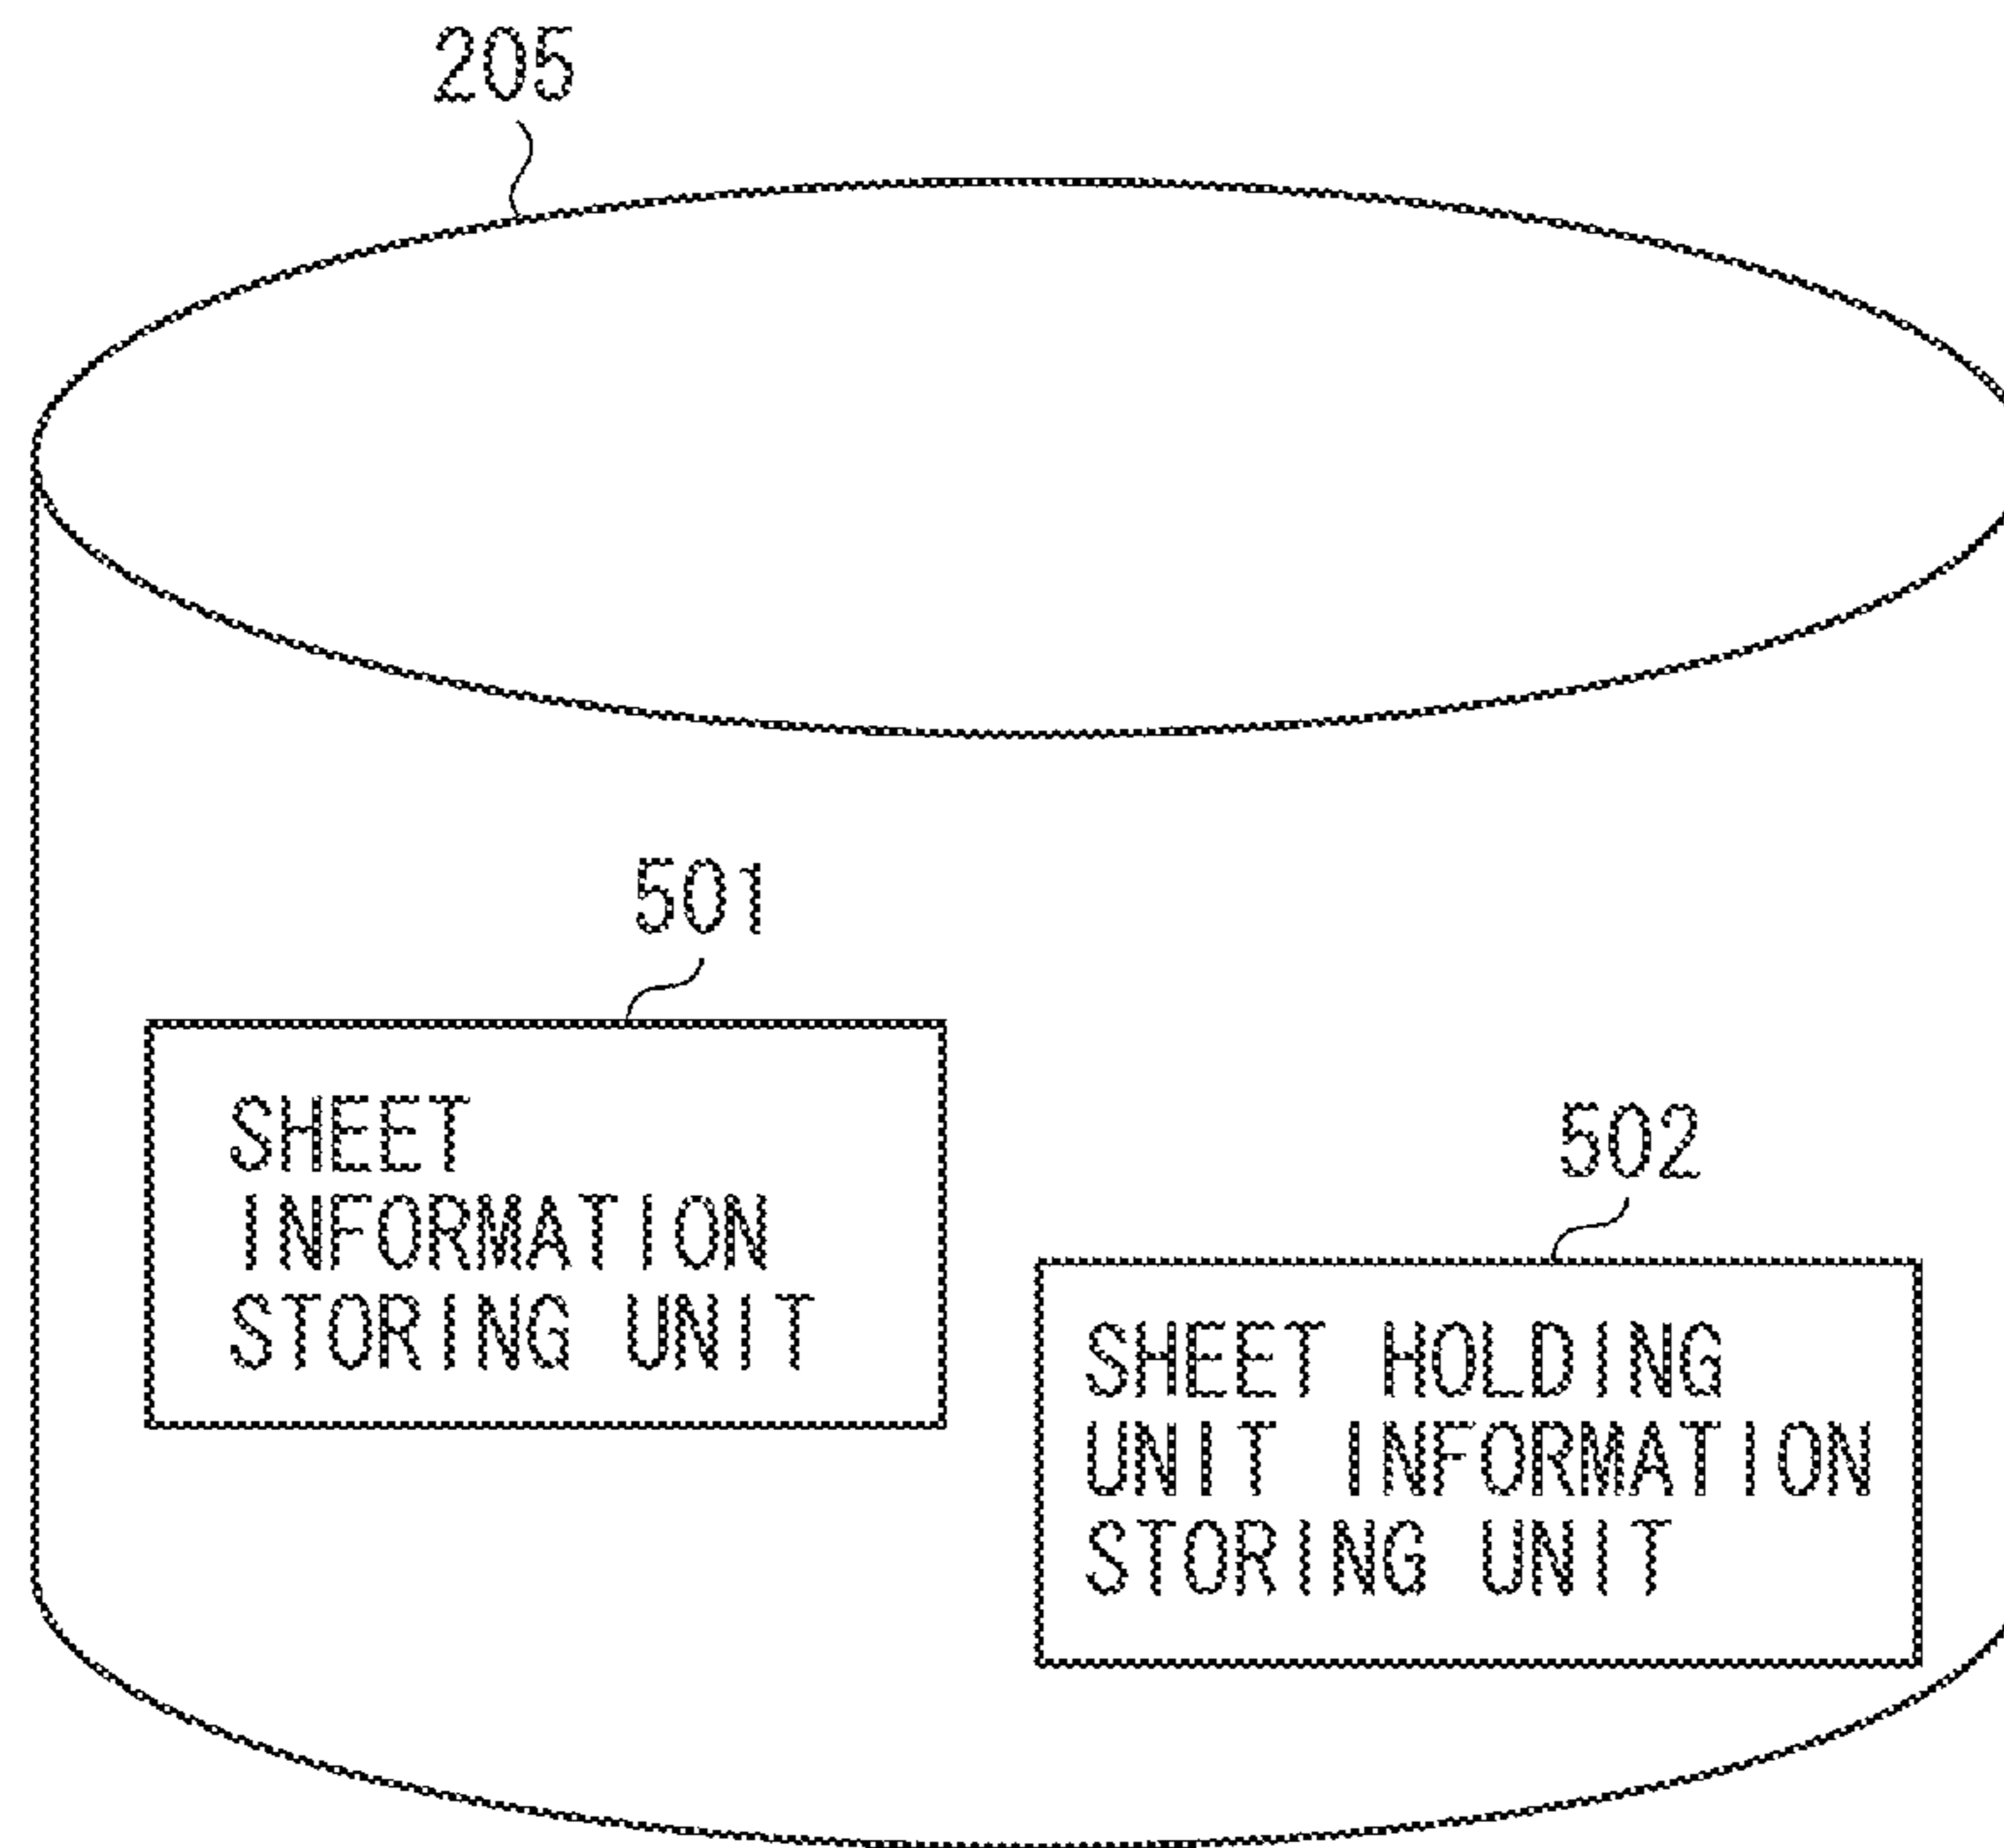 205
501
SHEET
INFORMATION
STORING UNIT
502
SHEET HOLDING
UNIT INFORMATION
STORING UNIT